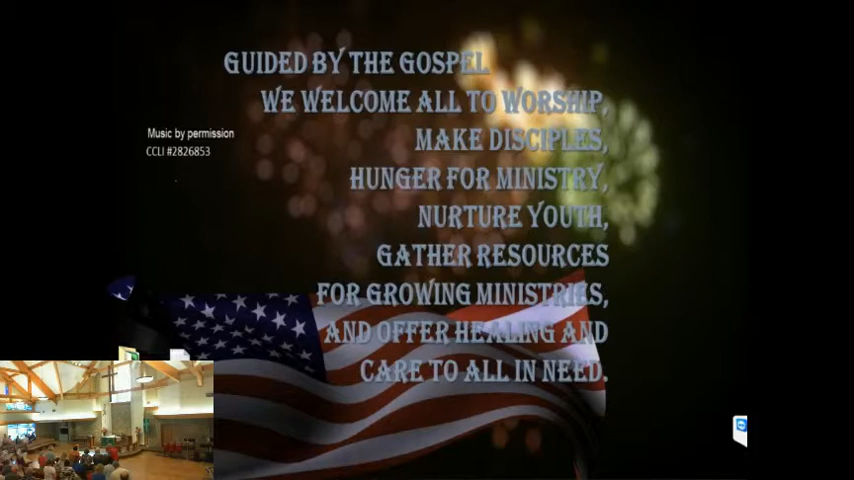 GUIDED BY THE GOSPEL
WE WELCOME ALL TO WORSHIP,
MAKE DISCIPLES,
HUNGER FOR MINISTRY,
NURTURE YOUTH,
GATHER RESOURCES
FOR GROWING MINISTRIES,
AND OFFER HEALING AND
CARE TO ALL IN NEED.
Music by permission
CCLI #2826853